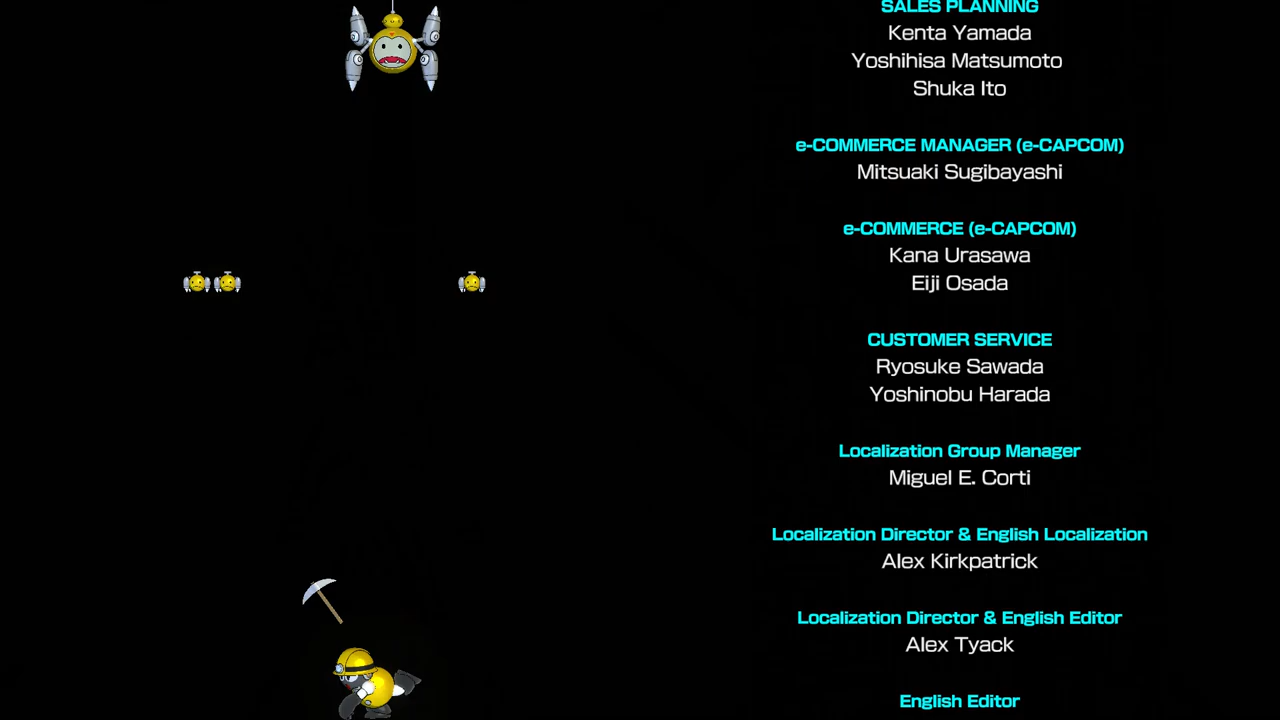 SALES PLANNING
Kenta Yamada
Yoshihisa Matsumoto
Shuka Ito
e-COMMERCE MANAGER (e-CAPCOM)
Mitsuaki Sugibayashi
e-COMMERCE (e-CAPCOM)
Kana Urasawa
Eiji Osada
CUSTOMER SERVICE
Ryosuke Sawada
Yoshinobu Harada
Localization Group Manager
Miguel E. Corti
Localization Director & English Localization
Alex Kirkpatrick
Localization Director & English Editor
Alex Tyack
English Editor